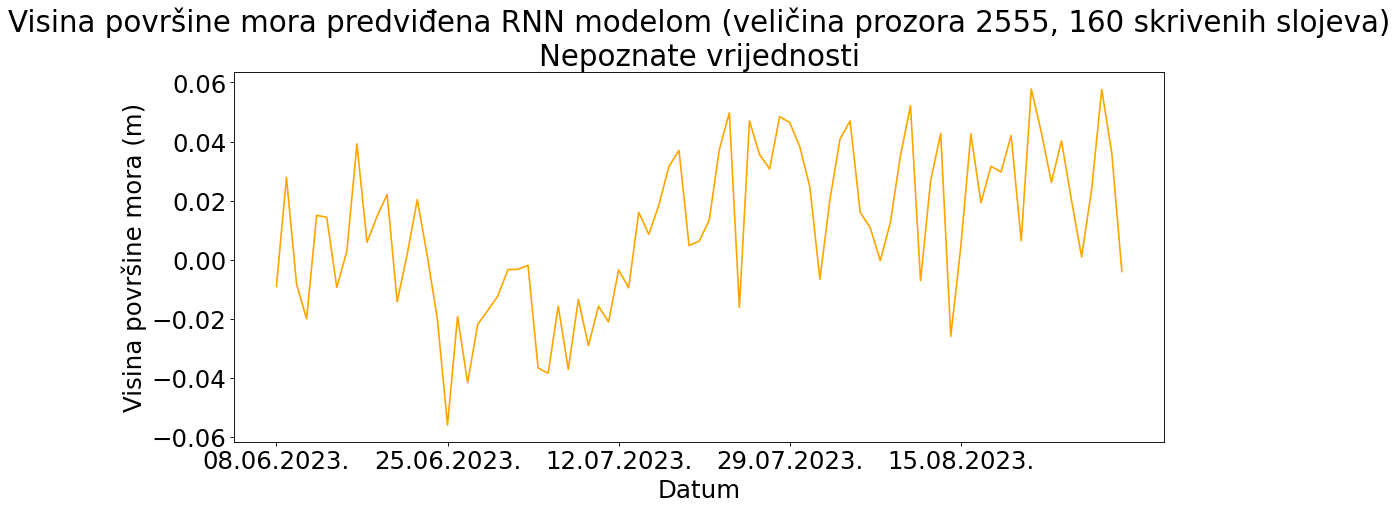 Visina površine mora predviđena RNN modelom (veličina prozora 2555, 160 skrivenih slojeva)
Nepoznate vrijednosti
Visina površine mora (m)
0.06
0.04
0.02
0.00
−0.02
−0.04
−0.06
08.06.2023. 25.06.2023. 12.07.2023. 29.07.2023. 15.08.2023.
Datum